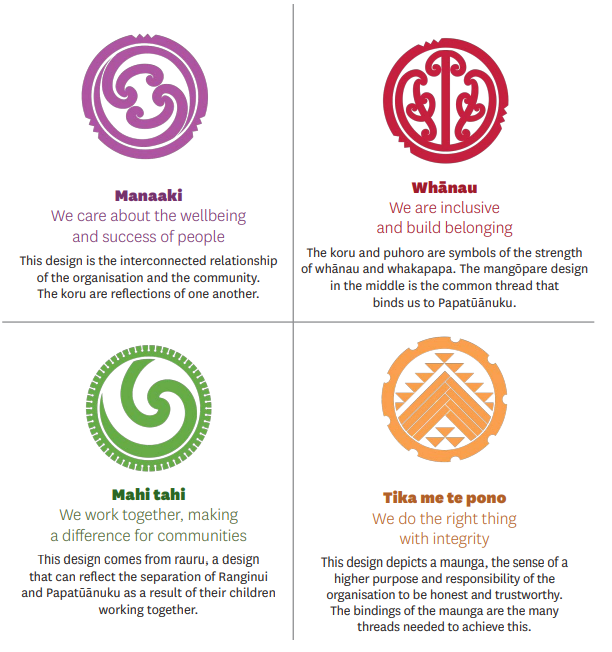 Manaaki
We care about the wellbeing
and success of people
This design is the interconnected relationship
of the organisation and the community.
The koru are reflections of one another.
Whānau
We are inclusive
and build belonging
The koru and puhoro are symbols of the strength
of whānau and whakapapa. The mangōpare design
in the middle is the common thread that
binds us to Papatūānuku.
Mahi tahi
We work together, making
a difference for communities
This design comes from rauru, a design
that can reflect the separation of Ranginui
and Papatūānuku as a result of their children
working together.
Tika me te pono
We do the right thing
with integrity
This design depicts a maunga, the sense of a
higher purpose and responsibility of the
organisation to be honest and trustworthy.
The bindings of the maunga are the many
threads needed to achieve this.